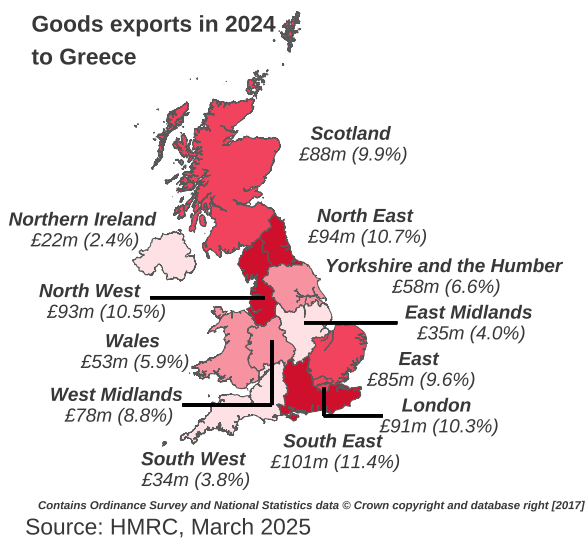 Goods exports in 2024
to Greece
Scotland
£88m (9.9%)
Northern Ireland
£22m (2.4%)
North East
£94m (10.7%)
Yorkshire and the Humber
£58m (6.6%)
North West
£93m (10.5%)
East Midlands
£35m (4.0%)
Wales
£53m (5.9%)
East
£85m (9.6%)
West Midlands
£78m (8.8%)
London
£91m (10.3%)
South East
£101m (11.4%)
South West
£34m (3.8%)
Contains Ordinance Survey and National Statistics data © Crown copyright and database right [2017]
Source: HMRC, March 2025